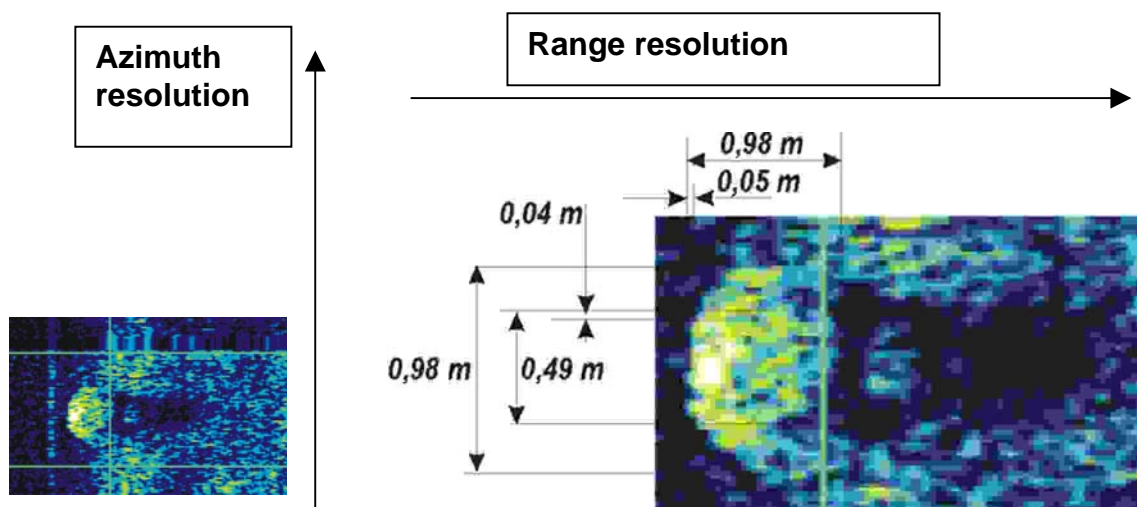 Azimuth
resolution
Range resolution
0,98 m
0,05 m
0,04 m
0,98 m
0,49 m